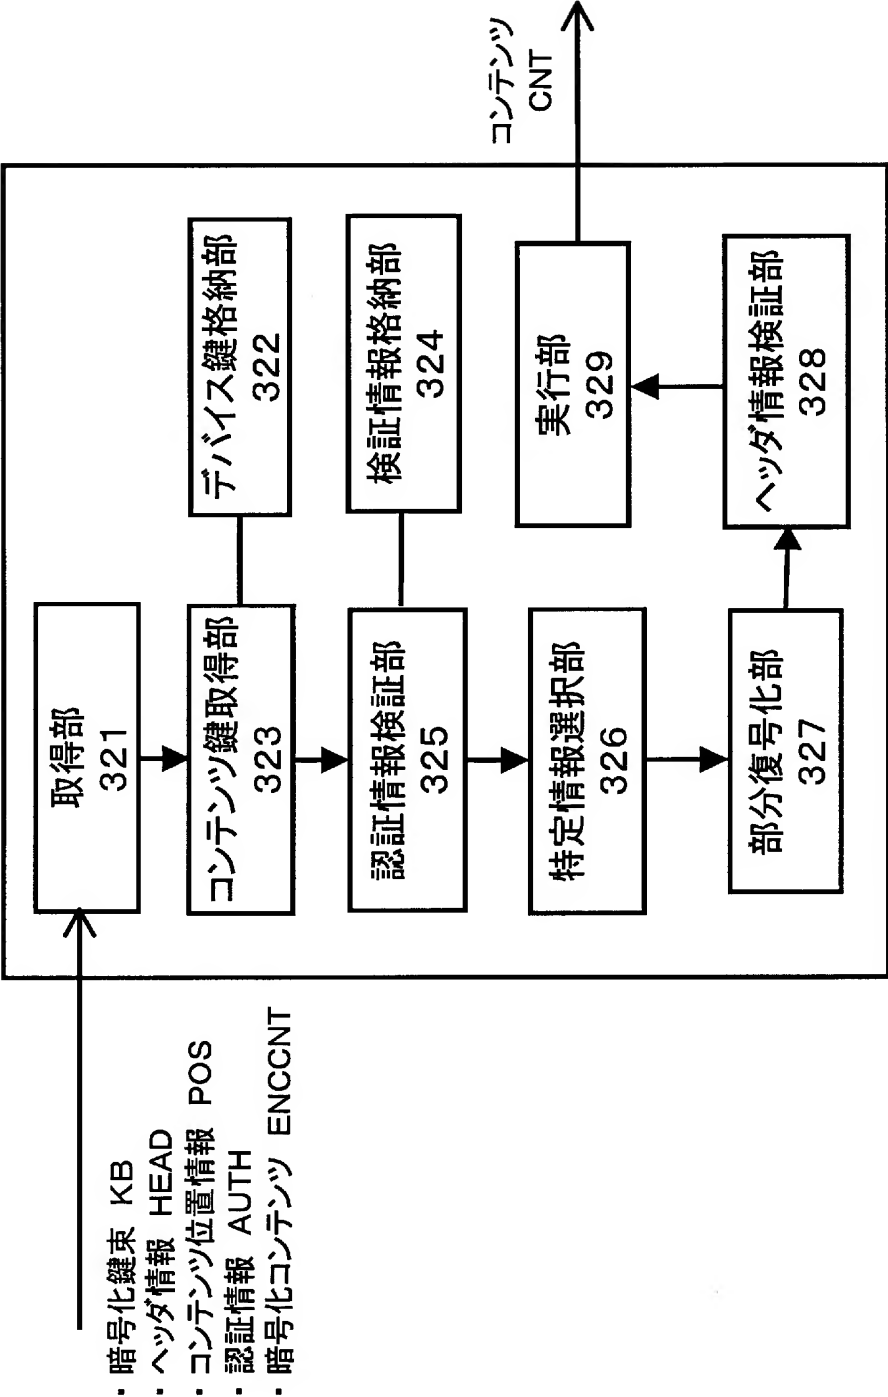 ・暗号化鍵束 KB
・ヘッダ情報 HEAD
・コンテンツ位置情報 POS
・認証情報 AUTH
・暗号化コンテンツ ENCCNT
取得部
321
コンテンツ鍵取得部
323
デバイス鍵格納部
322
認証情報検証部
325
検証情報格納部
324
特定情報選択部
326
部分復号化部
327
ヘッダ情報検証部
328
実行部
329
コンテンツ
CNT